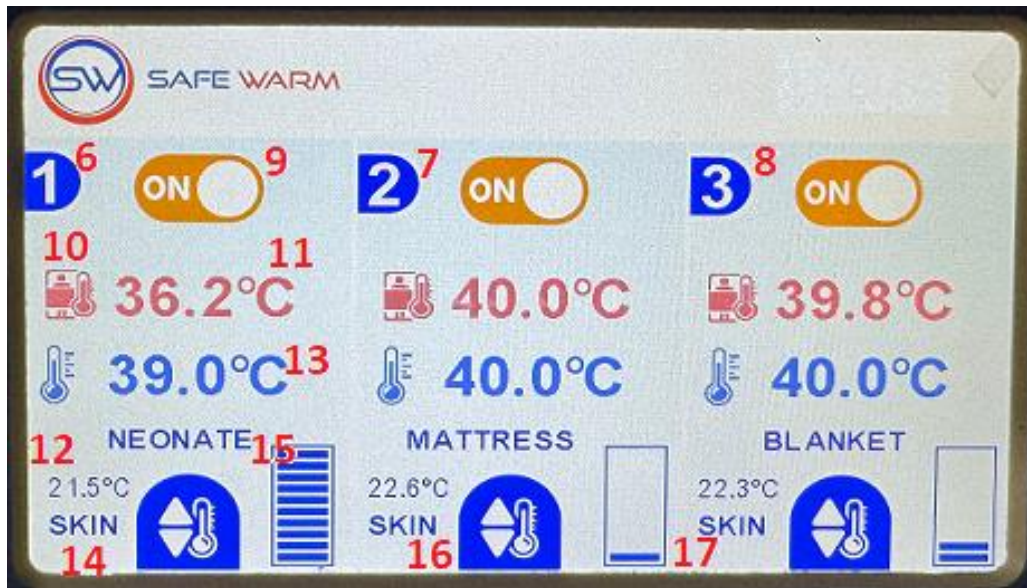 SW SAFE WARM
1 6 ON 9 2 7 ON 3 8 ON
10 11
36.2°C 40.0°C 39.8°C
39.0°C 13 40.0°C 40.0°C
12 NEONATE 15 MATTRESS BLANKET
21.5°C 22.6°C 22.3°C
SKIN SKIN SKIN
14 16 17